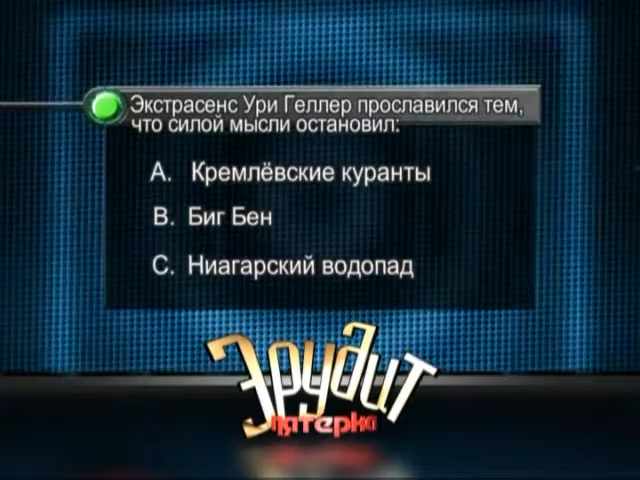 Экстрасенс Ури Геллер прославился тем,
что силой мысли остановил:
A. Кремлёвские куранты
B. Биг Бен
C. Ниагарский водопад
Эрудит
пятерка